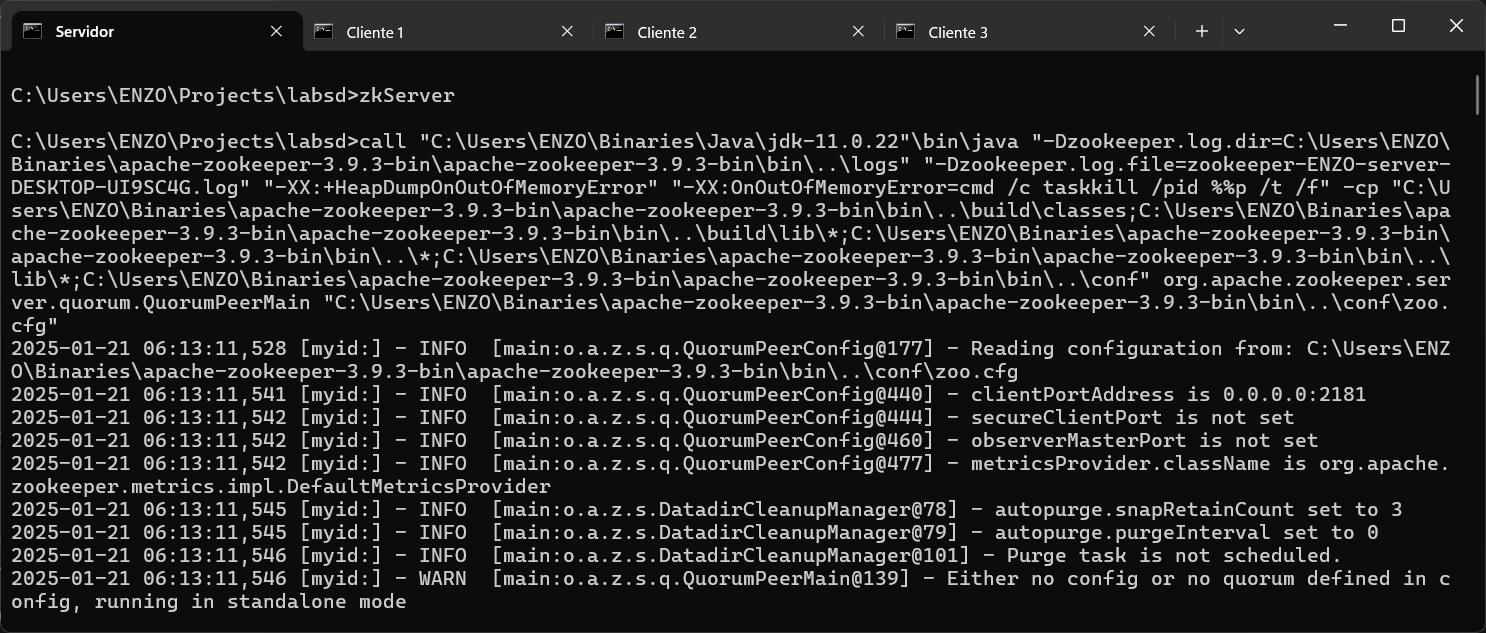 Servidor
Cliente 1
Cliente 2
Cliente 3
C:\Users\ENZO\Projects\labsd>zkServer
C:\Users\ENZO\Projects\labsd>call "C:\Users\ENZO\Binaries\Java\jdk-11.0.22"\bin\java "-Dzookeeper.log.dir=C:\Users\ENZO\
Binaries\apache-zookeeper-3.9.3-bin\apache-zookeeper-3.9.3-bin\bin\..\logs" "-Dzookeeper.log.file=zookeeper-ENZO-server-
DESKTOP-UI9SC4G.log" "-XX:+HeapDumpOnOutOfMemoryError" "-XX:OnOutOfMemoryError=cmd /c taskkill /pid %%p /t /f" -cp "C:\U
sers\ENZO\Binaries\apache-zookeeper-3.9.3-bin\apache-zookeeper-3.9.3-bin\bin\..\build\classes;C:\Users\ENZO\Binaries\apa
che-zookeeper-3.9.3-bin\apache-zookeeper-3.9.3-bin\bin\..\build\lib\*;C:\Users\ENZO\Binaries\apache-zookeeper-3.9.3-bin\
apache-zookeeper-3.9.3-bin\bin\..\*;C:\Users\ENZO\Binaries\apache-zookeeper-3.9.3-bin\apache-zookeeper-3.9.3-bin\bin\..\
lib\*;C:\Users\ENZO\Binaries\apache-zookeeper-3.9.3-bin\apache-zookeeper-3.9.3-bin\bin\..\conf" org.apache.zookeeper.ser
ver.quorum.QuorumPeerMain "C:\Users\ENZO\Binaries\apache-zookeeper-3.9.3-bin\apache-zookeeper-3.9.3-bin\bin\..\conf\zoo.
cfg"
2025-01-21 06:13:11,528 [myid:] - INFO  [main:o.a.z.s.q.QuorumPeerConfig@177] - Reading configuration from: C:\Users\ENZ
O\Binaries\apache-zookeeper-3.9.3-bin\apache-zookeeper-3.9.3-bin\bin\..\conf\zoo.cfg
2025-01-21 06:13:11,541 [myid:] - INFO  [main:o.a.z.s.q.QuorumPeerConfig@440] - clientPortAddress is 0.0.0.0:2181
2025-01-21 06:13:11,542 [myid:] - INFO  [main:o.a.z.s.q.QuorumPeerConfig@444] - secureClientPort is not set
2025-01-21 06:13:11,542 [myid:] - INFO  [main:o.a.z.s.q.QuorumPeerConfig@460] - observerMasterPort is not set
2025-01-21 06:13:11,542 [myid:] - INFO  [main:o.a.z.s.q.QuorumPeerConfig@477] - metricsProvider.className is org.apache.
zookeeper.metrics.impl.DefaultMetricsProvider
2025-01-21 06:13:11,545 [myid:] - INFO  [main:o.a.z.s.DatadirCleanupManager@78] - autopurge.snapRetainCount set to 3
2025-01-21 06:13:11,545 [myid:] - INFO  [main:o.a.z.s.DatadirCleanupManager@79] - autopurge.purgeInterval set to 0
2025-01-21 06:13:11,546 [myid:] - INFO  [main:o.a.z.s.DatadirCleanupManager@101] - Purge task is not scheduled.
2025-01-21 06:13:11,546 [myid:] - WARN  [main:o.a.z.s.q.QuorumPeerMain@139] - Either no config or no quorum defined in c
onfig, running in standalone mode